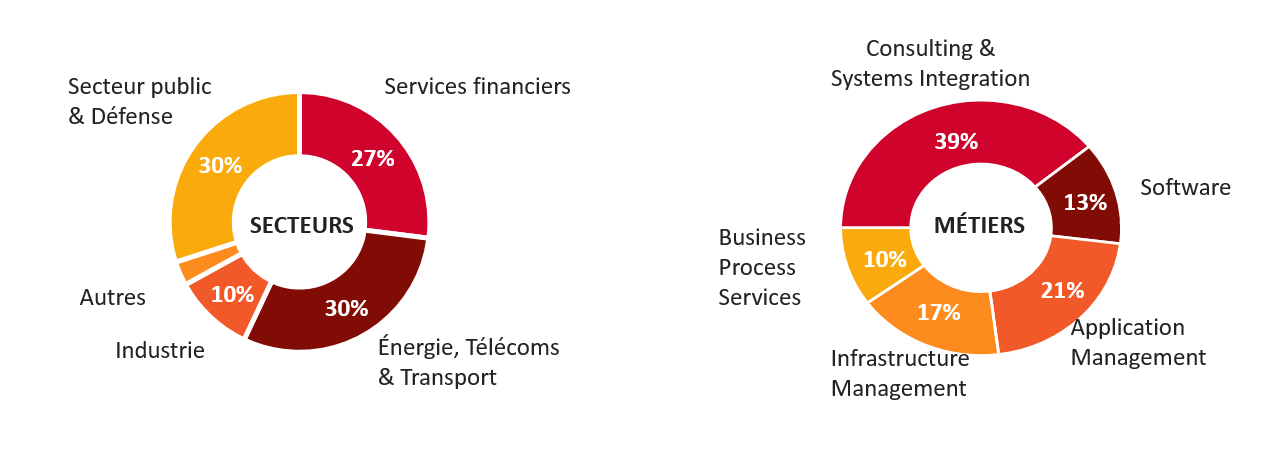 Secteur public
& Défense
Services financiers
30%
27%
SECTEURS
10%
30%
Autres
Industrie
Énergie, Télécoms
& Transport
Consulting &
Systems Integration
39%
Software
13%
MÉTIERS
Business
Process
Services
10%
21%
17%
Application
Management
Infrastructure
Management